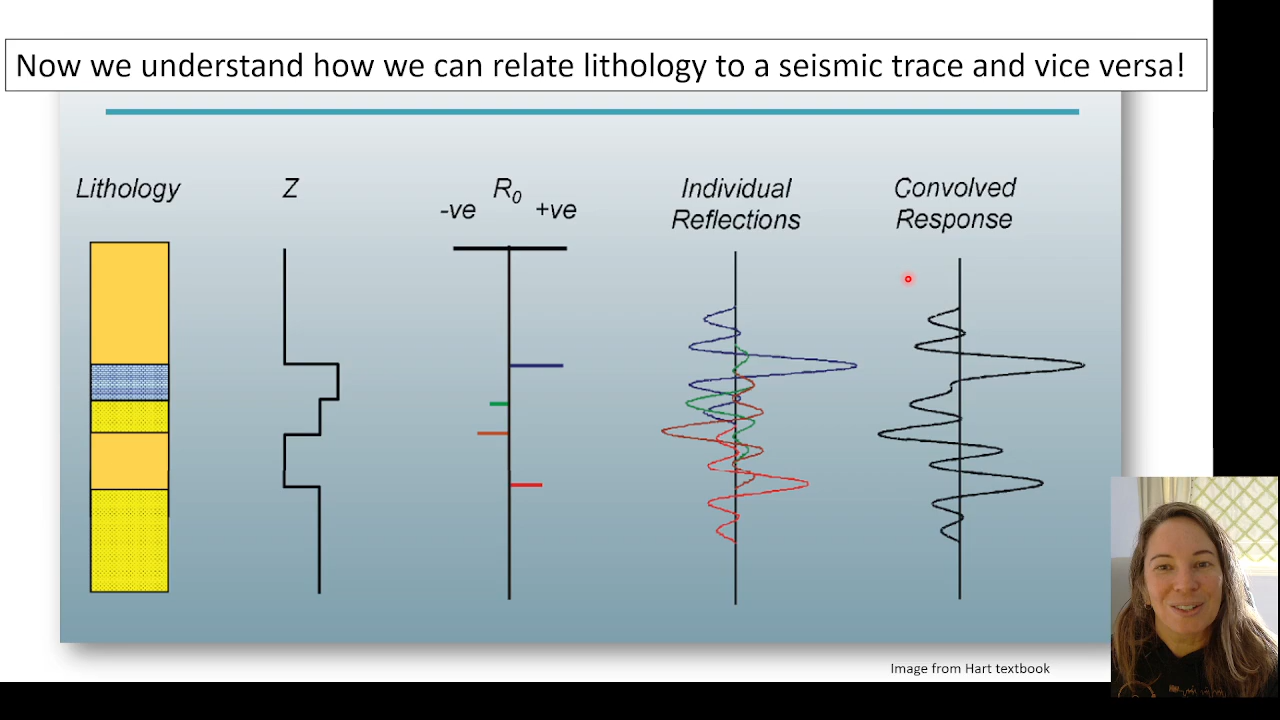 Now we understand how we can relate lithology to a seismic trace and vice versa!
Lithology
Z
R0
-ve
+ve
Individual
Reflections
Convolved
Response
Image from Hart textbook